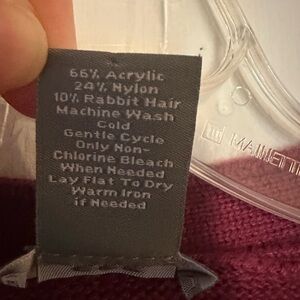 66% Acrylic
24% Nylon
10% Rabbit Hair
Machine Wash
Cold
Gentle Cycle
Only Non-
Chlorine Bleach
When Needed
Lay Flat To Dry
Warm Iron
if Needed
MAINETTI